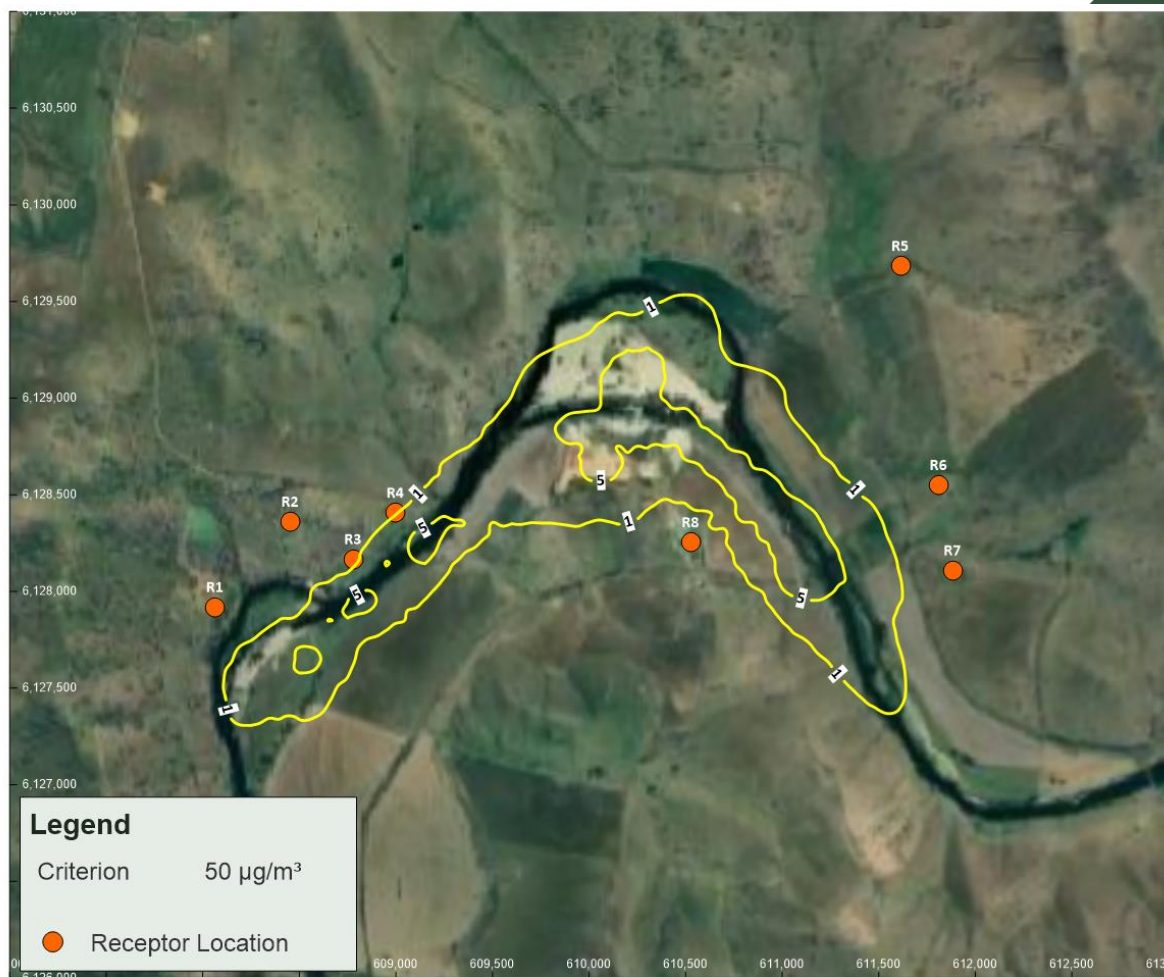 6,130,500
6,130,000
R5
6,129,500
1
6,129,000
6,128,500
5
1
1
R6
R2
R4
5
1
R8
R3
R7
6,128,000
R1
5
5
6,127,500
1
1
6,127,000
Legend
Criterion 50 µg/m³
Receptor Location
609,000
609,500
610,000
610,500
611,000
611,500
612,000
612,500